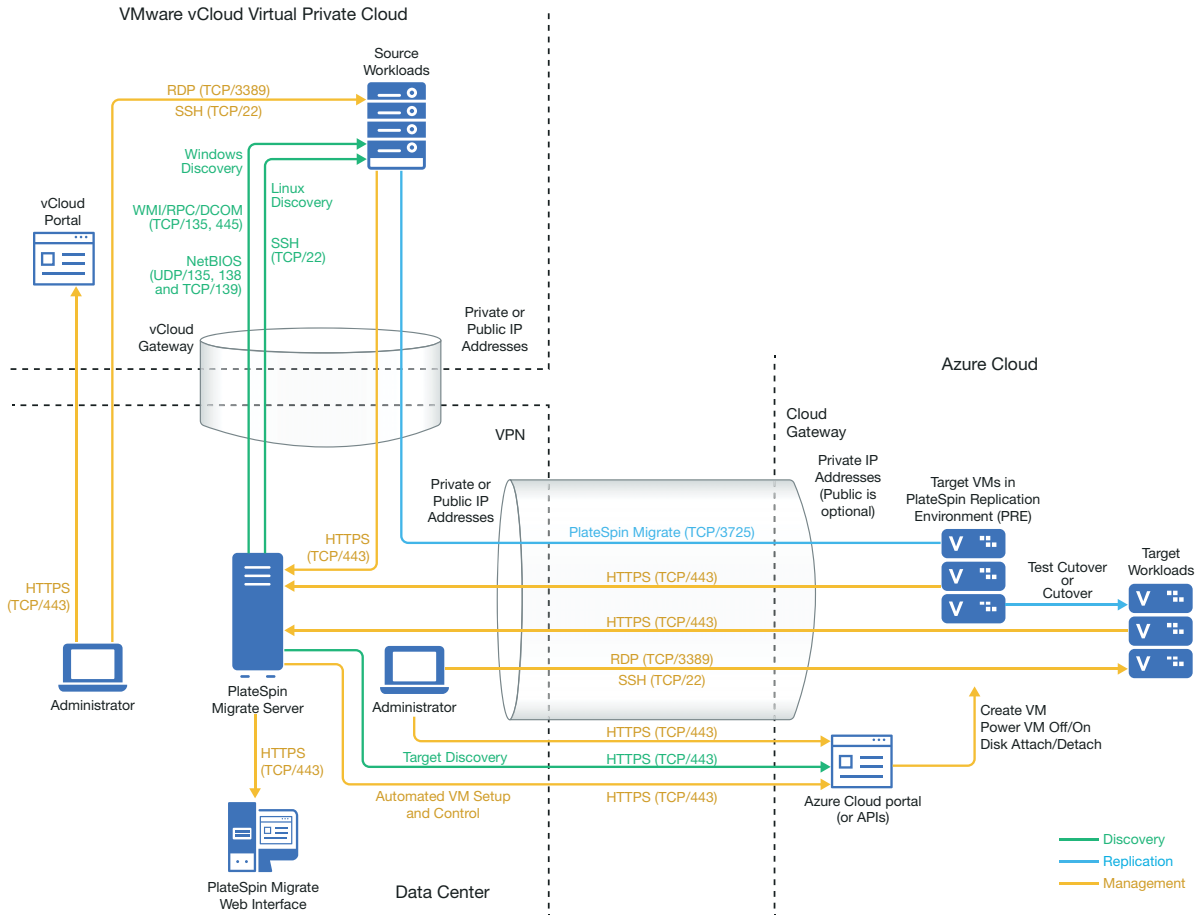 VMware vCloud Virtual Private Cloud
Source
Workloads
RDP (TCP/3389)
SSH (TCP/22)
Windows
Discovery
Linux
Discovery
vCloud
Portal
WMI/RPC/DCOM
(TCP/135, 445)
SSH
(TCP/22)
NetBIOS
(UDP/135, 138
and TCP/139)
vCloud
Gateway
Private or
Public IP
Addresses
Azure Cloud
VPN
Cloud
Gateway
Private or
Public IP
Addresses
Private IP
Addresses
(Public is
optional)
Target VMs in
PlateSpin Replication
Environment (PRE)
PlateSpin Migrate (TCP/3725)
HTTPS
(TCP/443)
V
V
V
HTTPS (TCP/443)
Test Cutover
or
Cutover
Target
Workloads
V
V
V
HTTPS
(TCP/443)
HTTPS (TCP/443)
RDP (TCP/3389)
SSH (TCP/22)
Administrator
PlateSpin
Migrate Server
Administrator
Create VM
Power VM Off/On
Disk Attach/Detach
HTTPS (TCP/443)
HTTPS
(TCP/443)
Target Discovery
HTTPS (TCP/443)
Automated VM Setup
and Control
HTTPS (TCP/443)
Azure Cloud portal
(or APIs)
PlateSpin Migrate
Web Interface
Data Center
Discovery
Replication
Management